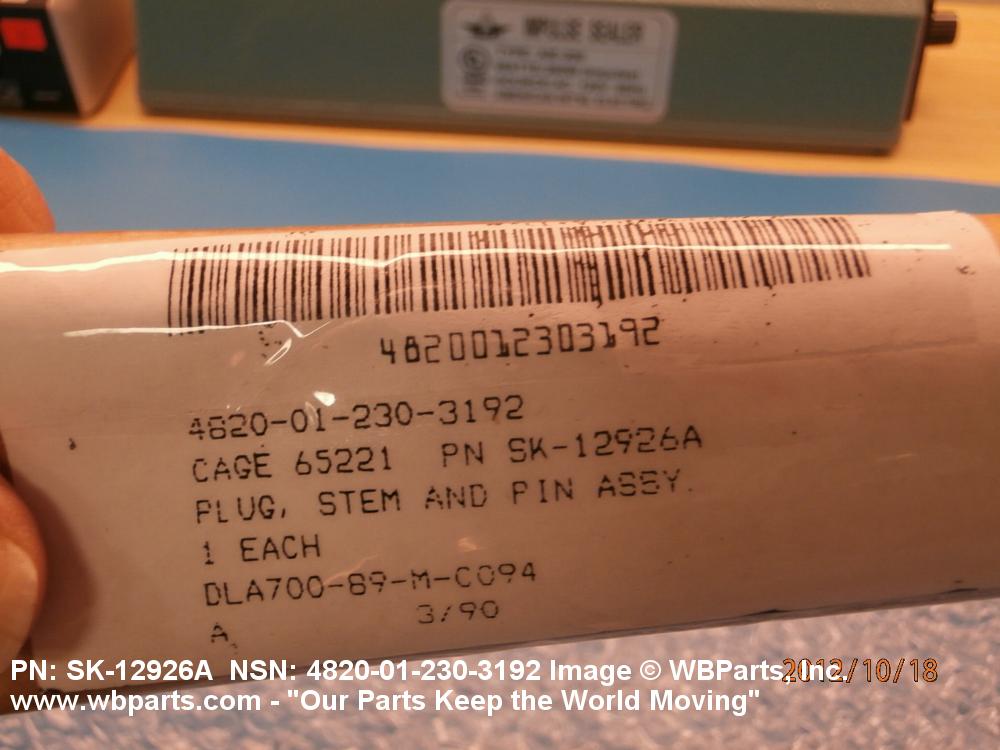 IMPULSE SEALER
4820012303192
4820-01-230-3192
CAGE 65221 PN SK-12926A
PLUG, STEM AND PIN ASSY.
1 EACH
DLA700-89-M-C094
A 3/90
PN: SK-12926A NSN: 4820-01-230-3192 Image © WBParts, Inc.
2012/10/18
www.wbparts.com - "Our Parts Keep the World Moving"